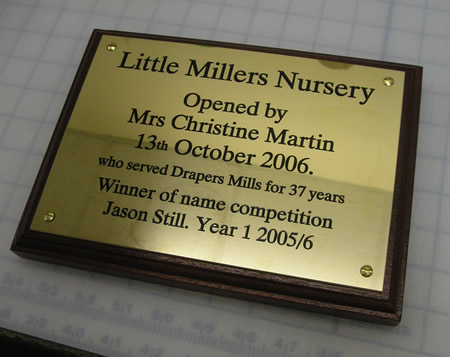 Little Millers Nursery
Opened by
Mrs Christine Martin
13th October 2006.
who served Drapers Mills for 37 years
Winner of name competition
Jason Still. Year 1 2005/6